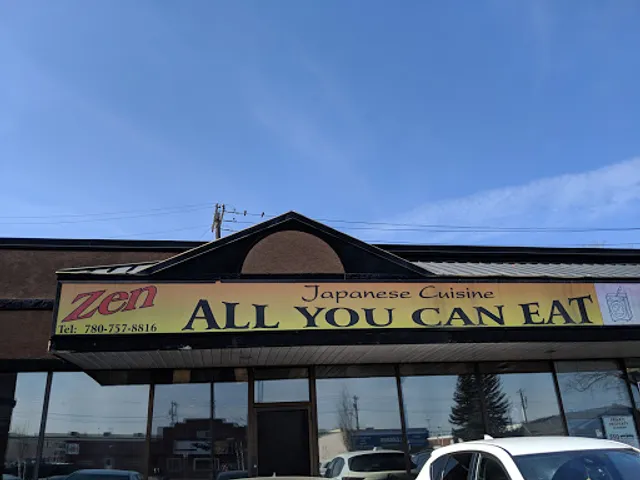 Zen
Japanese Cuisine
Tel: 780-757-8816
ALL YOU CAN EAT